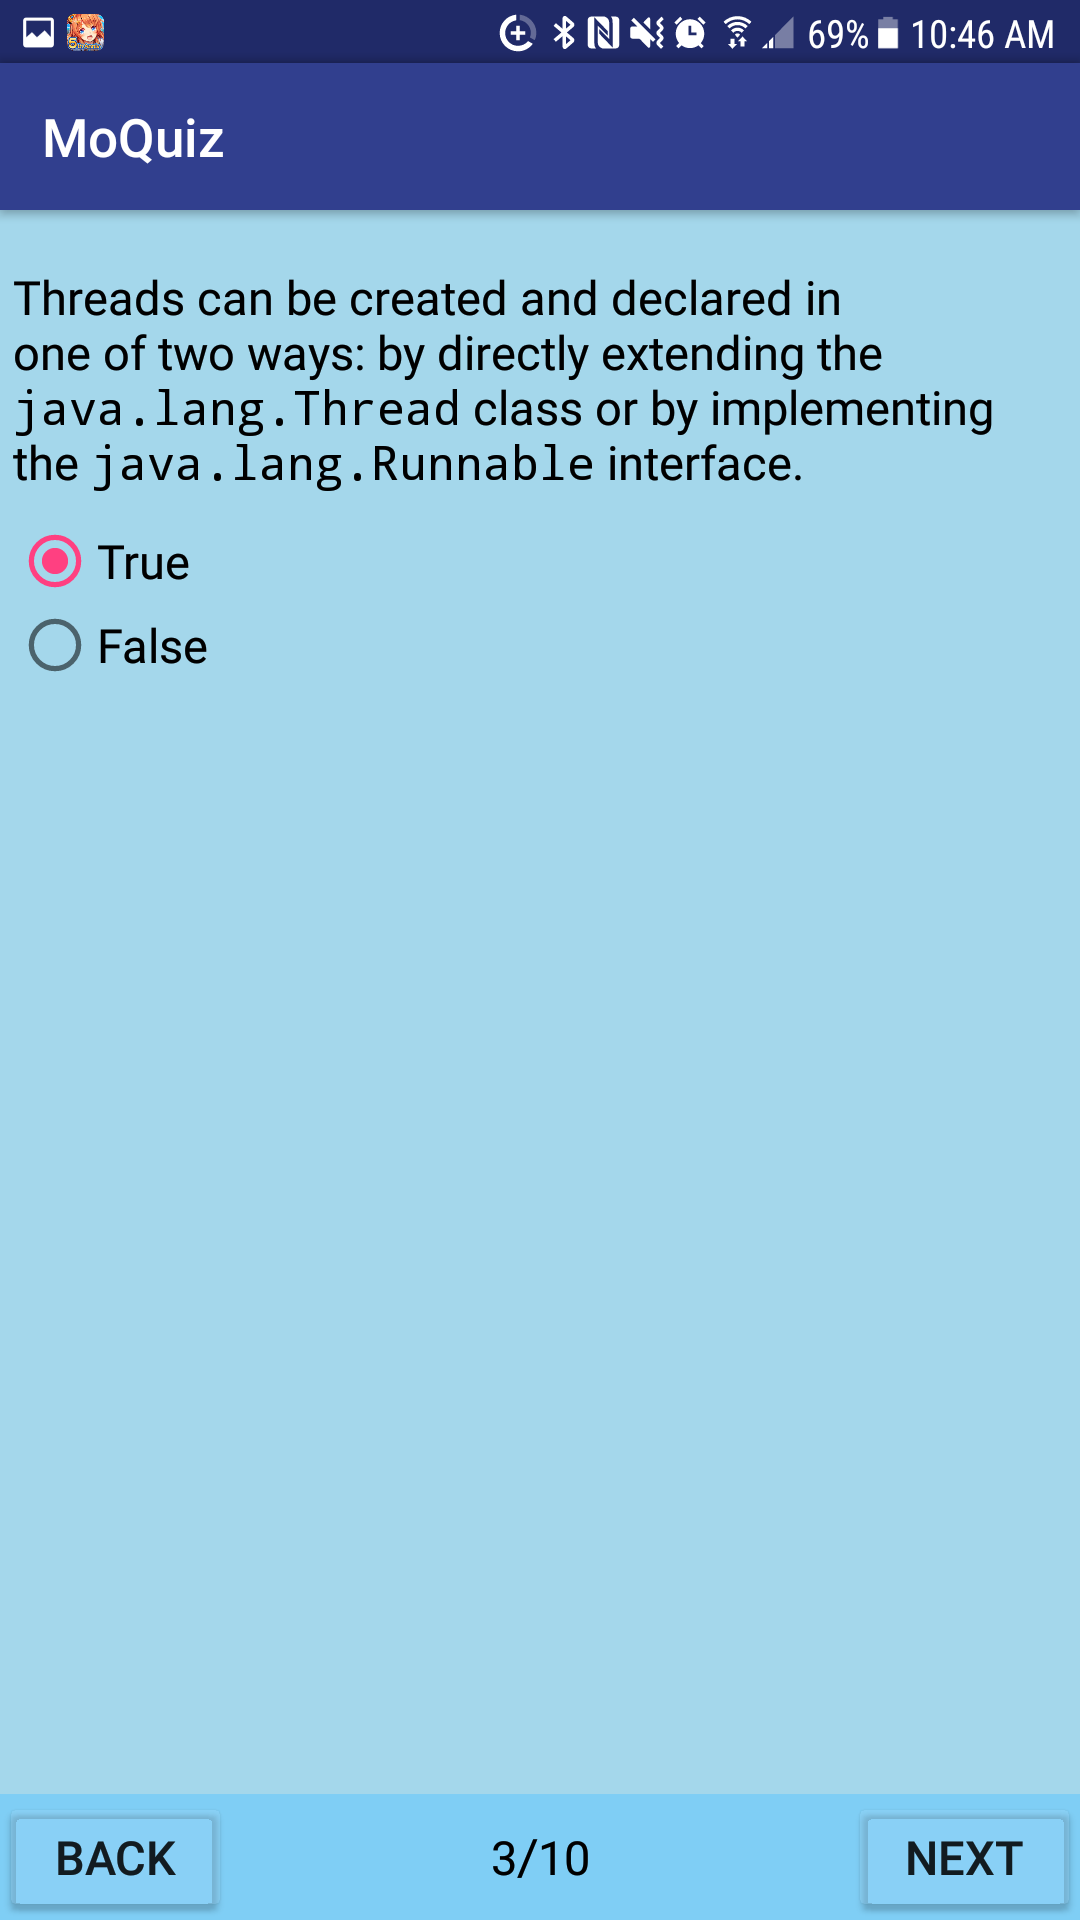 69% 10:46 AM
MoQuiz
Threads can be created and declared in
one of two ways: by directly extending the
java.lang.Thread class or by implementing
the java.lang.Runnable interface.
True
False
BACK 3/10 NEXT